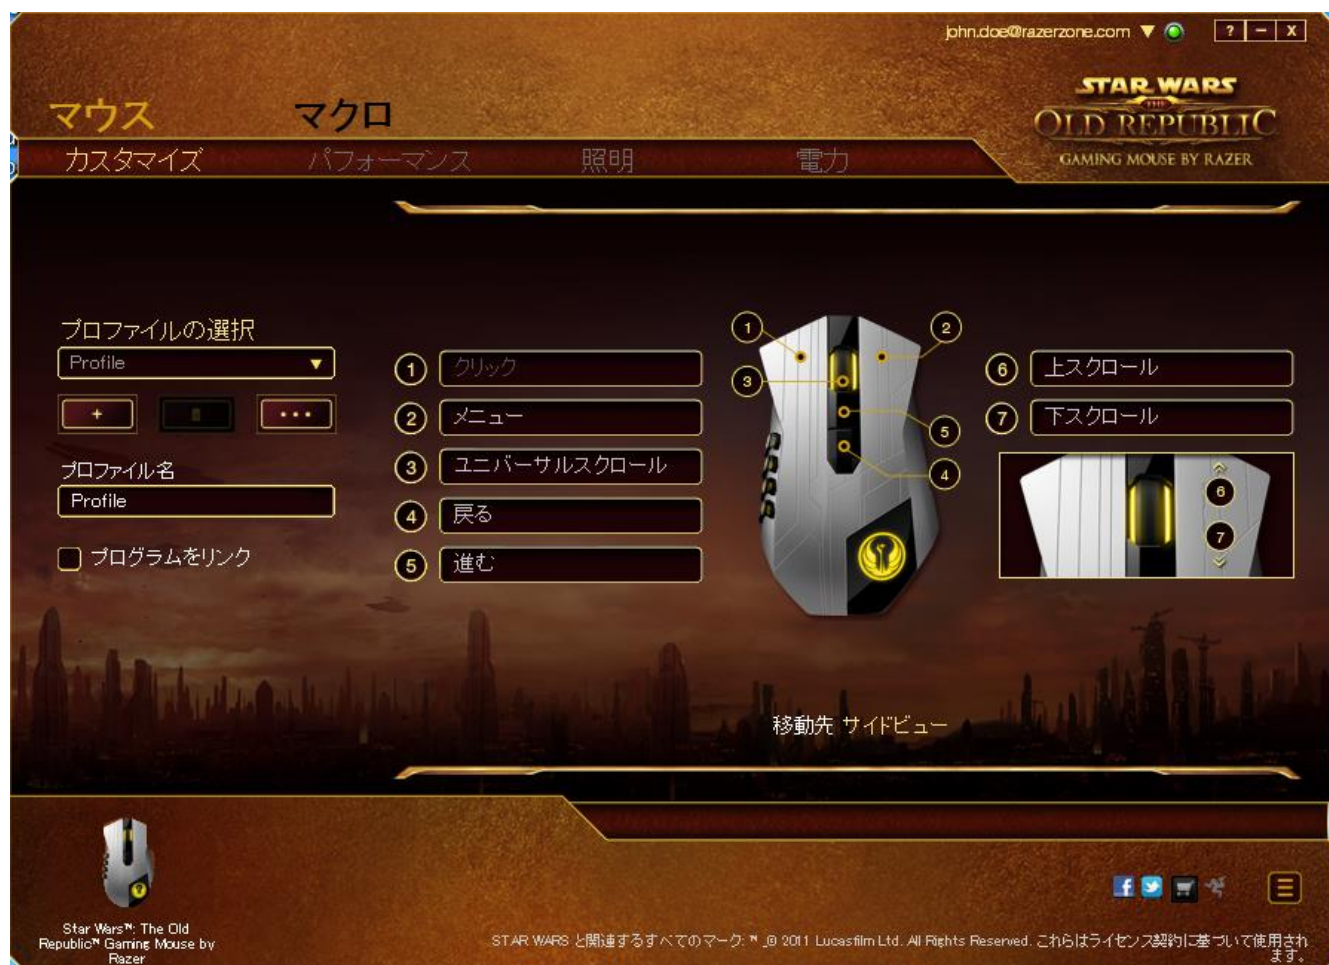 john.doe@razerzone.com ▼
? − X
マウス マクロ
STAR WARS
THE
OLD REPUBLIC
GAMING MOUSE BY RAZER
カスタマイズ パフォーマンス 照明 電力
プロファイルの選択
Profile ▼
+ ...
プロファイル名
Profile
プログラムをリンク
1 クリック
2 メニュー
3 ユニバーサルスクロール
4 戻る
5 進む
1
2
3
5
4
6 上スクロール
7 下スクロール
6
7
移動先 サイドビュー
Star Wars™: The Old
Republic™ Gaming Mouse by
Razer
STAR WARS と関連するすべてのマーク: ™ _@ 2011 Lucasfilm Ltd. All Rights Reserved. これらはライセンス契約に基づいて使用され
ます。